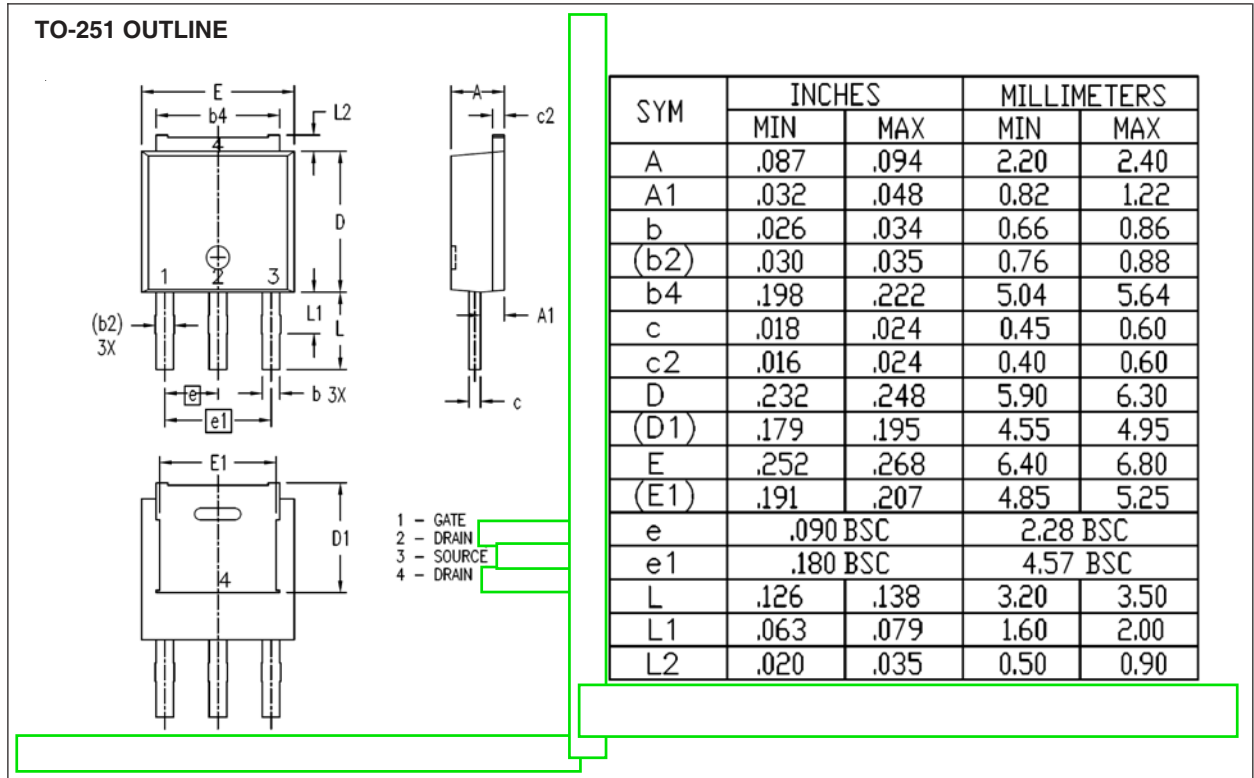 TO-251 OUTLINE
E
b4
L2
4
D
1 2 3
L1
L
(b2)
3X
e
b 3X
e1
A
c2
A1
c
E1
D1
4
1 - GATE
2 - DRAIN
3 - SOURCE
4 - DRAIN
SYM INCHES MILLIMETERS
MIN MAX MIN MAX
A .087 .094 2.20 2.40
A1 .032 .048 0.82 1.22
b .026 .034 0.66 0.86
(b2) .030 .035 0.76 0.88
b4 .198 .222 5.04 5.64
c .018 .024 0.45 0.60
c2 .016 .024 0.40 0.60
D .232 .248 5.90 6.30
(D1) .179 .195 4.55 4.95
E .252 .268 6.40 6.80
(E1) .191 .207 4.85 5.25
e .090 BSC 2.28 BSC
e1 .180 BSC 4.57 BSC
L .126 .138 3.20 3.50
L1 .063 .079 1.60 2.00
L2 .020 .035 0.50 0.90